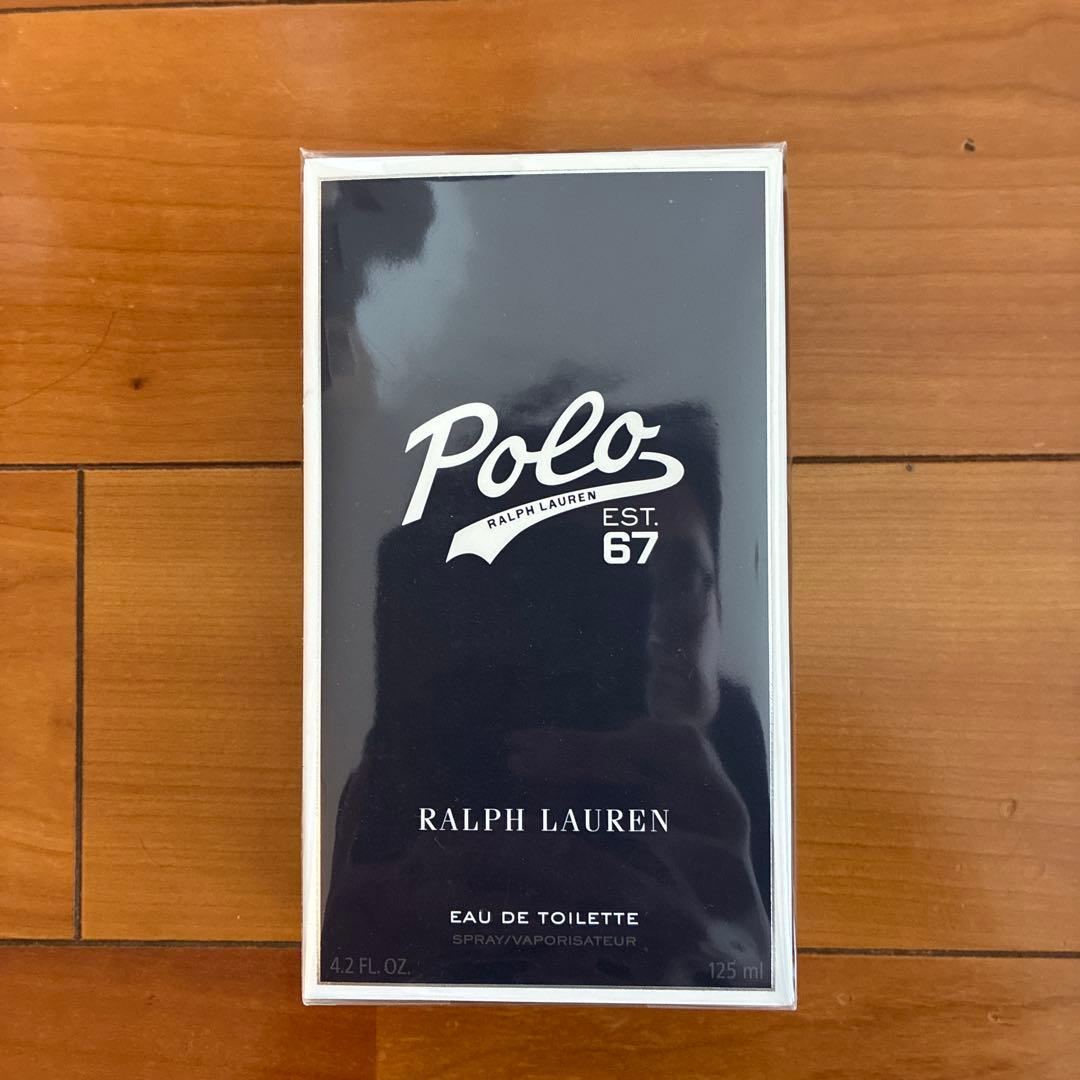 Polo
RALPH LAUREN
EST.
67
RALPH LAUREN
EAU DE TOILETTE
SPRAY/VAPORISATEUR
4.2 FL. OZ. 125 ml